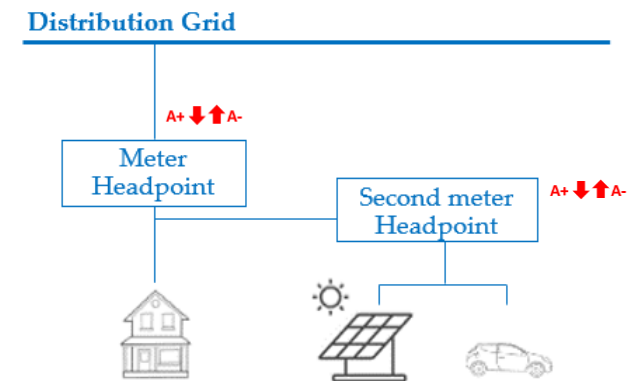 Distribution Grid
A+ A-
Meter
Headpoint
Second meter
Headpoint
A+ A-